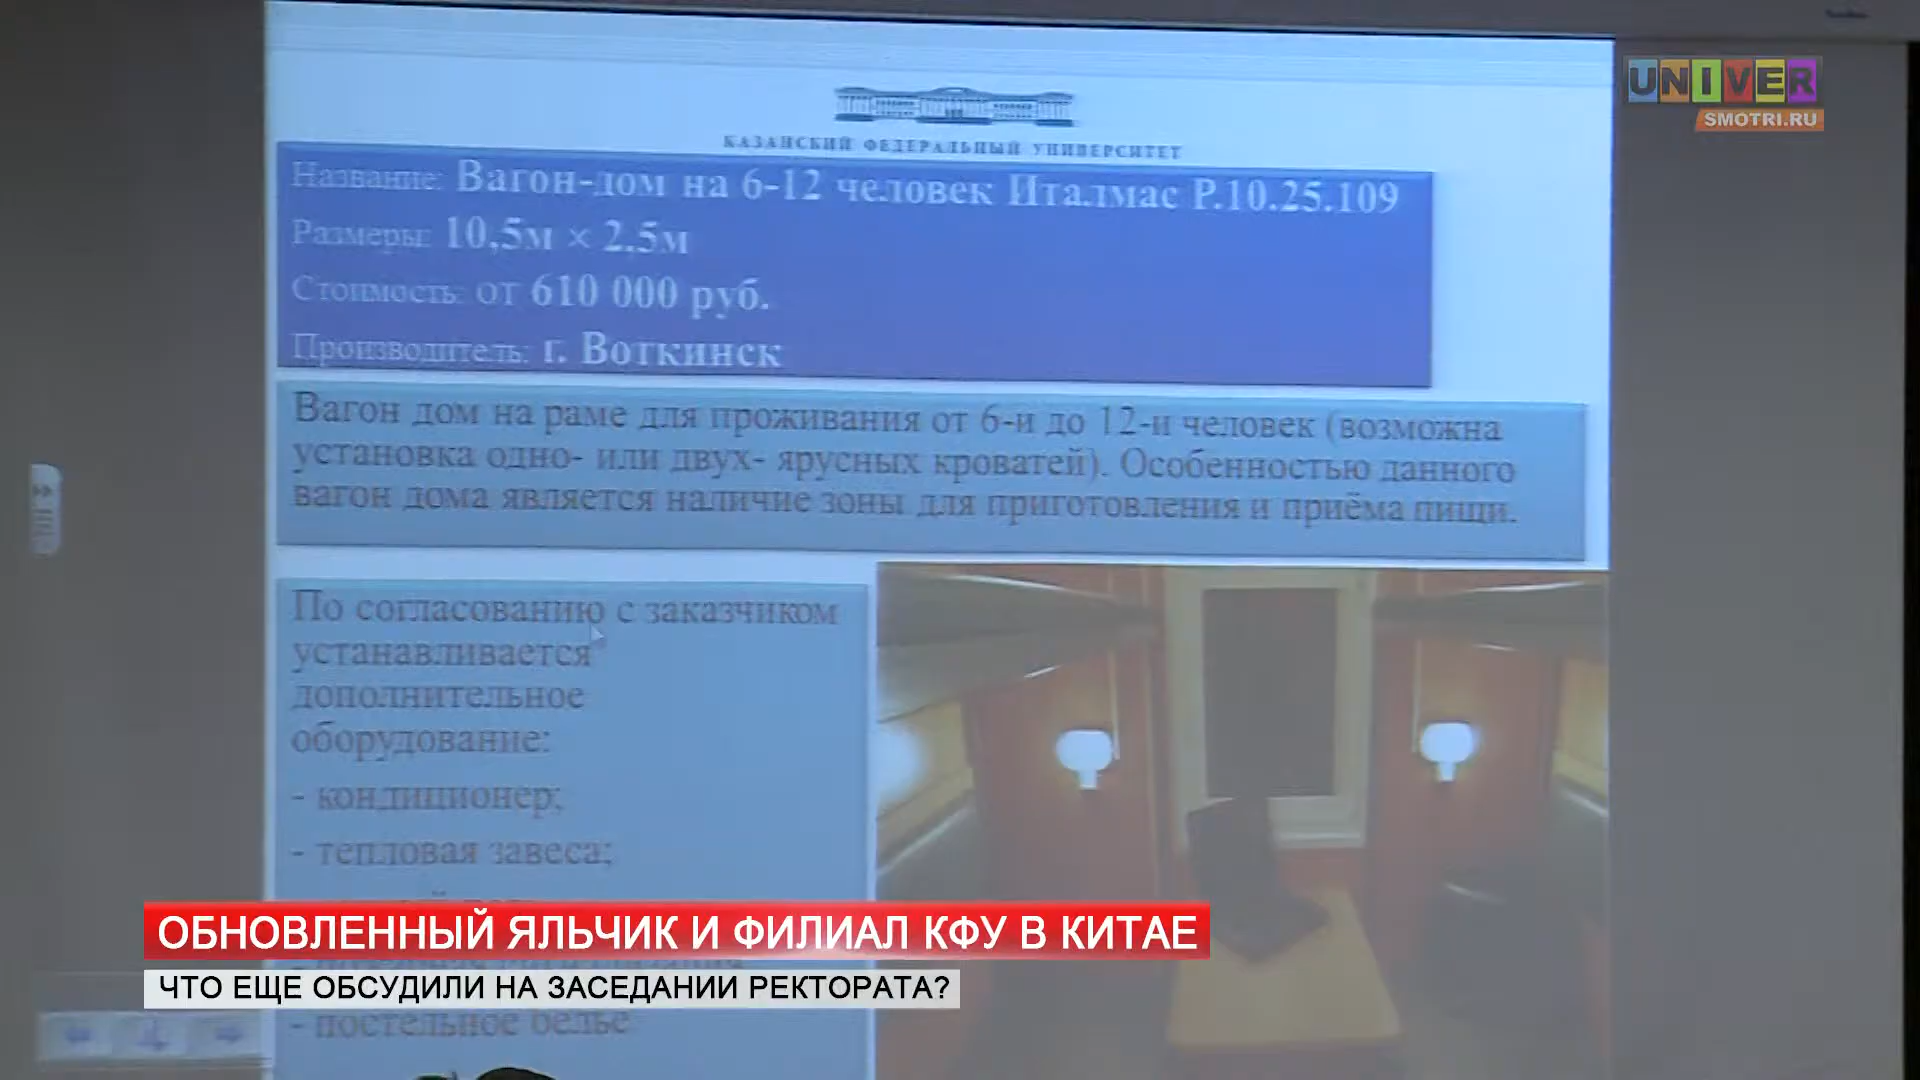 UNIVER
SMOTRI.RU
КАЗАНСКИЙ ФЕДЕРАЛЬНЫЙ УНИВЕРСИТЕТ
Название: Вагон-дом на 6-12 человек Италмас Р.10.25.109
Размеры: 10,5м × 2,5м
Стоимость: от 610 000 руб.
Производитель: г. Воткинск
Вагон дом на раме для проживания от 6-и до 12-и человек (возможна
установка одно- или двух- ярусных кроватей). Особенностью данного
вагон дома является наличие зоны для приготовления и приёма пищи.
По согласованию с заказчиком
устанавливается
дополнительное
оборудование:
- кондиционер;
- тепловая завеса;
ОБНОВЛЕННЫЙ ЯЛЬЧИК И ФИЛИАЛ КФУ В КИТАЕ
ЧТО ЕЩЕ ОБСУДИЛИ НА ЗАСЕДАНИИ РЕКТОРАТА?
- постельное белье